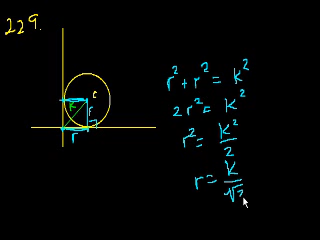 229.
c
k
r
r
r² + r² = k²
2r² = k²
r² = k²/2
r = k/√2